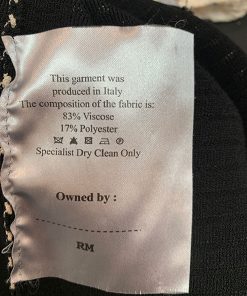 This garment was
produced in Italy
The composition of the fabric is:
83% Viscose
17% Polyester
Specialist Dry Clean Only
Owned by :
RM